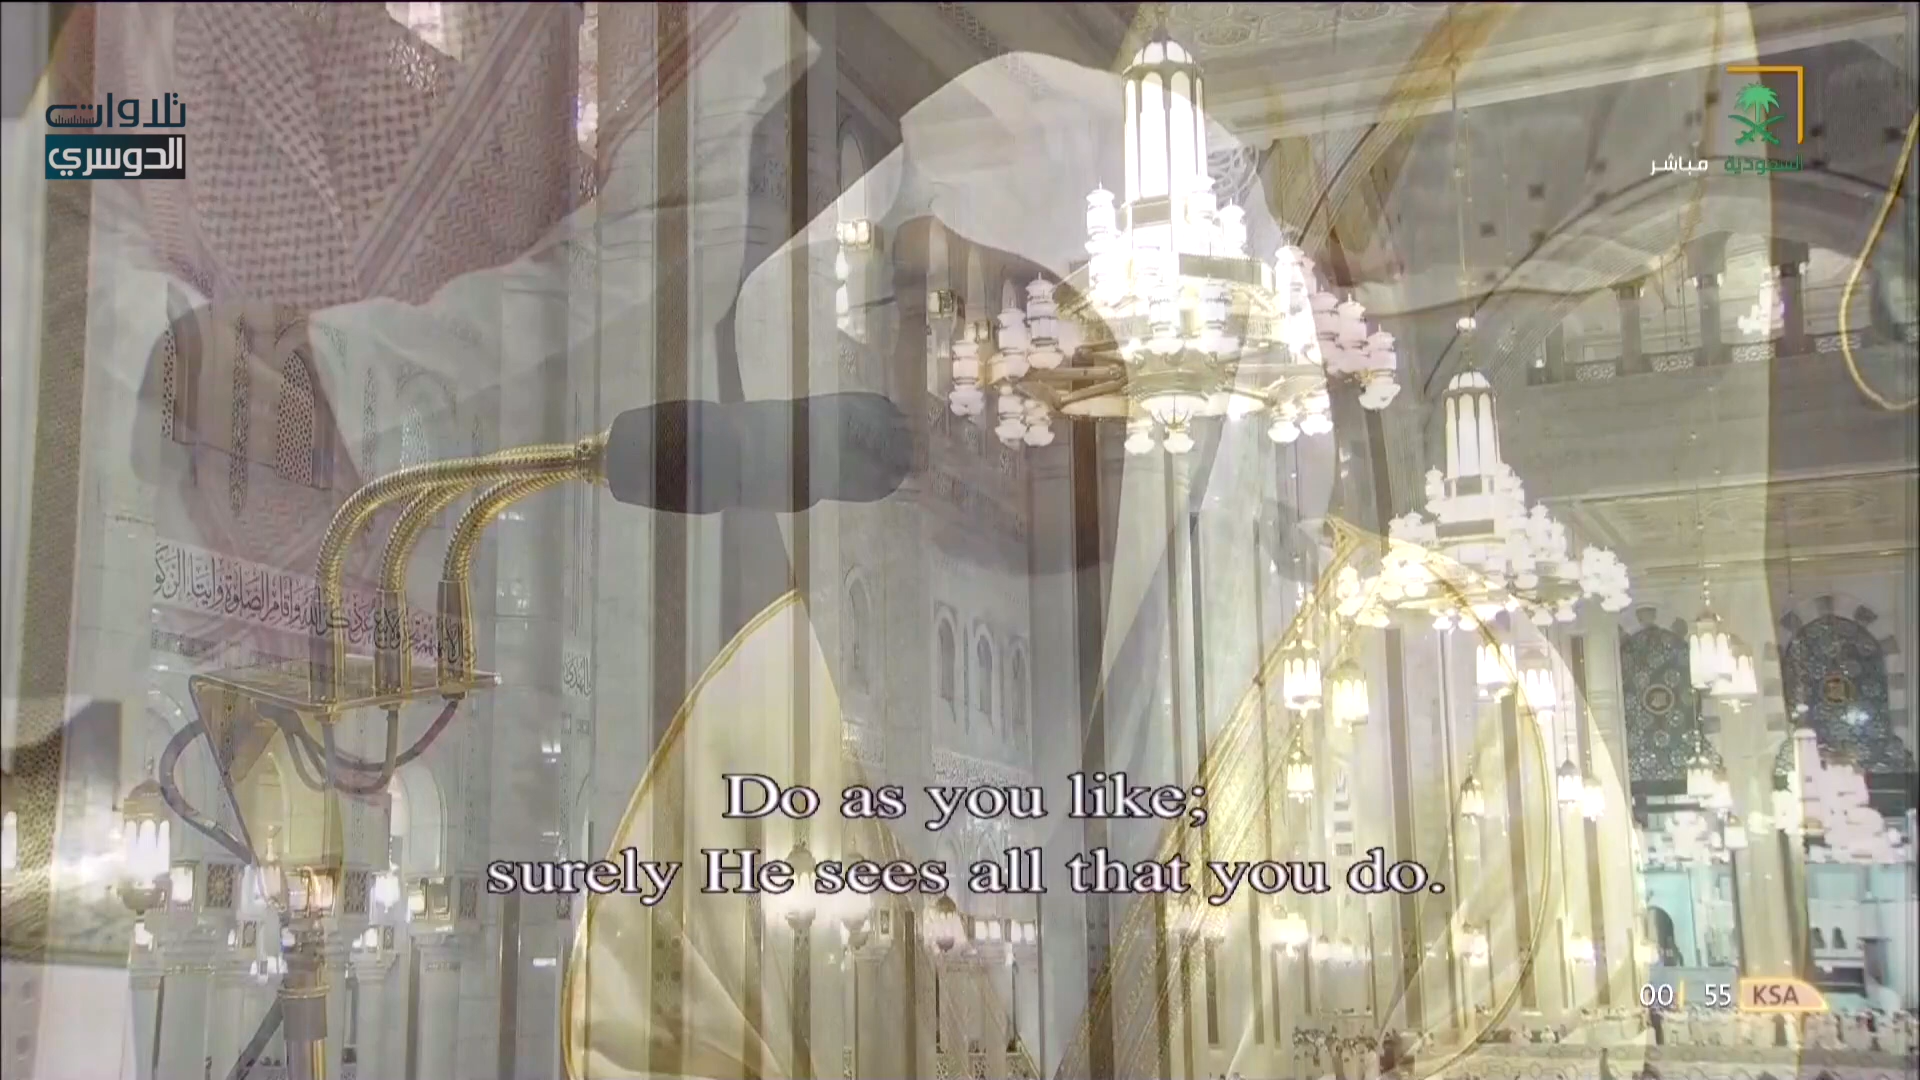 تلاوات
الدوسري
السعودية
مباشر
Do as you like;
surely He sees all that you do.
00 55 KSA